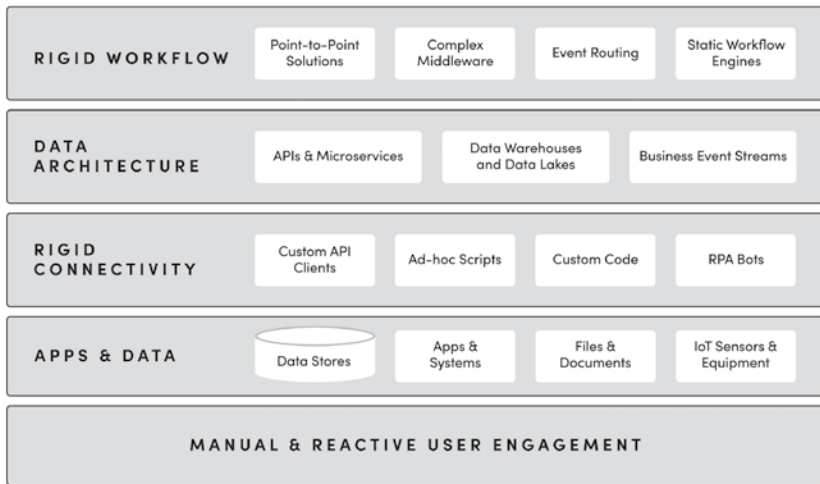 RIGID WORKFLOW
Point-to-Point
Solutions
Complex
Middleware
Event Routing
Static Workflow
Engines
DATA
ARCHITECTURE
APIs & Microservices
Data Warehouses
and Data Lakes
Business Event Streams
RIGID
CONNECTIVITY
Custom API
Clients
Ad-hoc Scripts
Custom Code
RPA Bots
APPS & DATA
Data Stores
Apps &
Systems
Files &
Documents
IoT Sensors &
Equipment
MANUAL & REACTIVE USER ENGAGEMENT